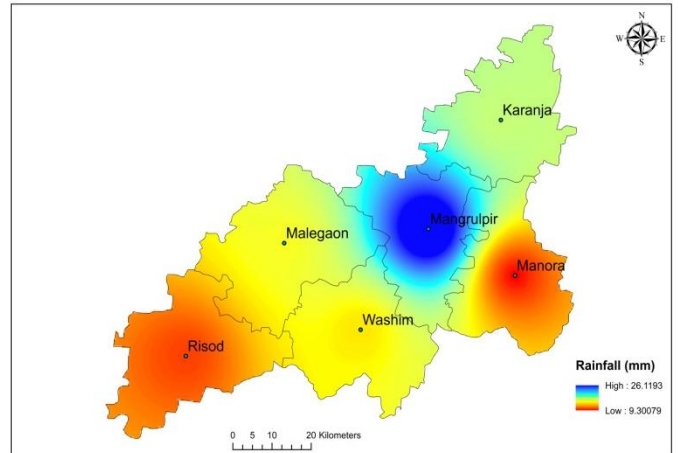 N
W E
S
Karanja
Mangrulpir
Malegaon
Manora
Washim
Risod
Rainfall (mm)
High : 26.1193
Low : 9.30079
0 5 10 20 Kilometers